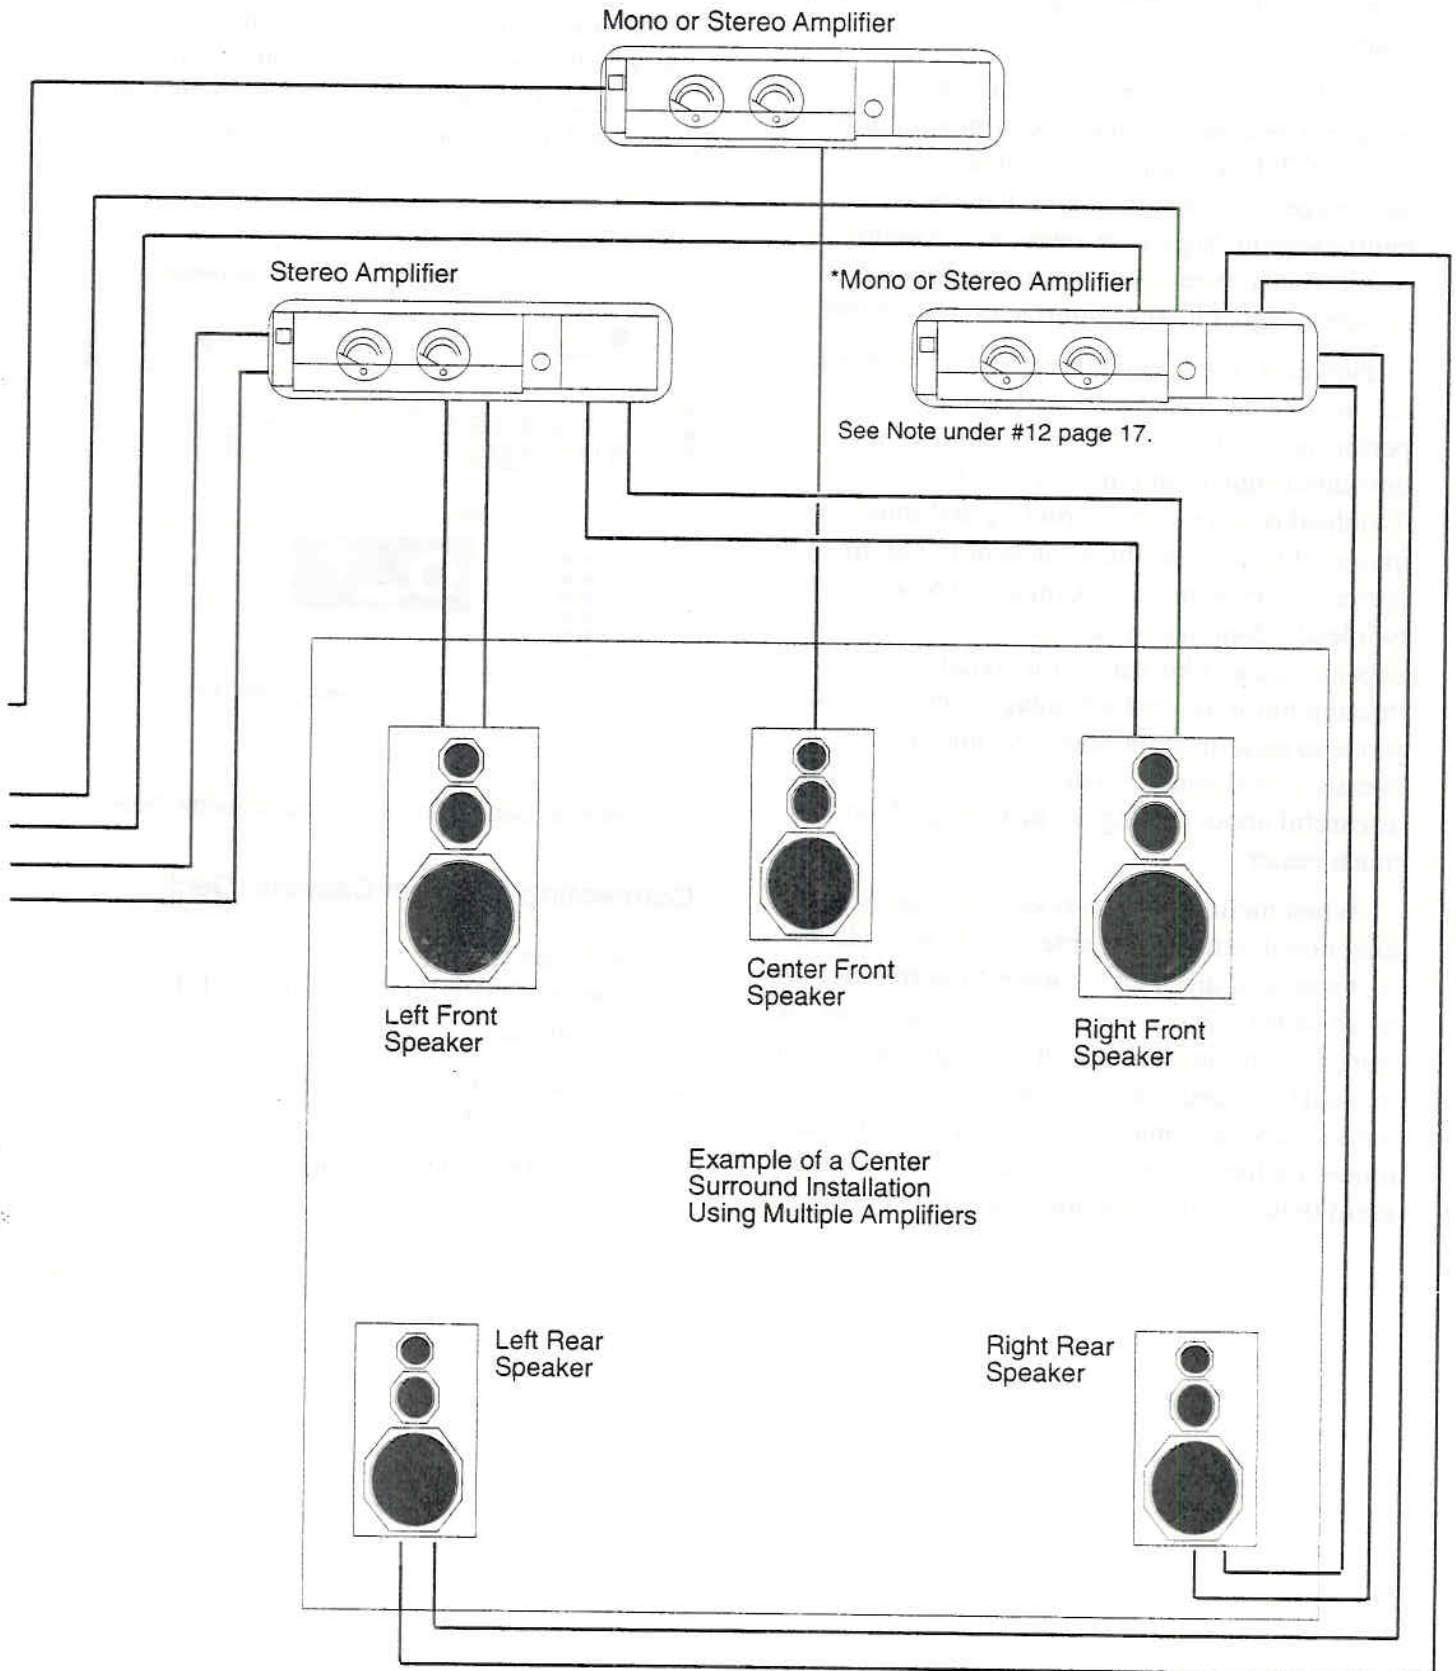 Mono or Stereo Amplifier
Stereo Amplifier
*Mono or Stereo Amplifier
See Note under #12 page 17.
Left Front
Speaker
Center Front
Speaker
Right Front
Speaker
Example of a Center
Surround Installation
Using Multiple Amplifiers
Left Rear
Speaker
Right Rear
Speaker